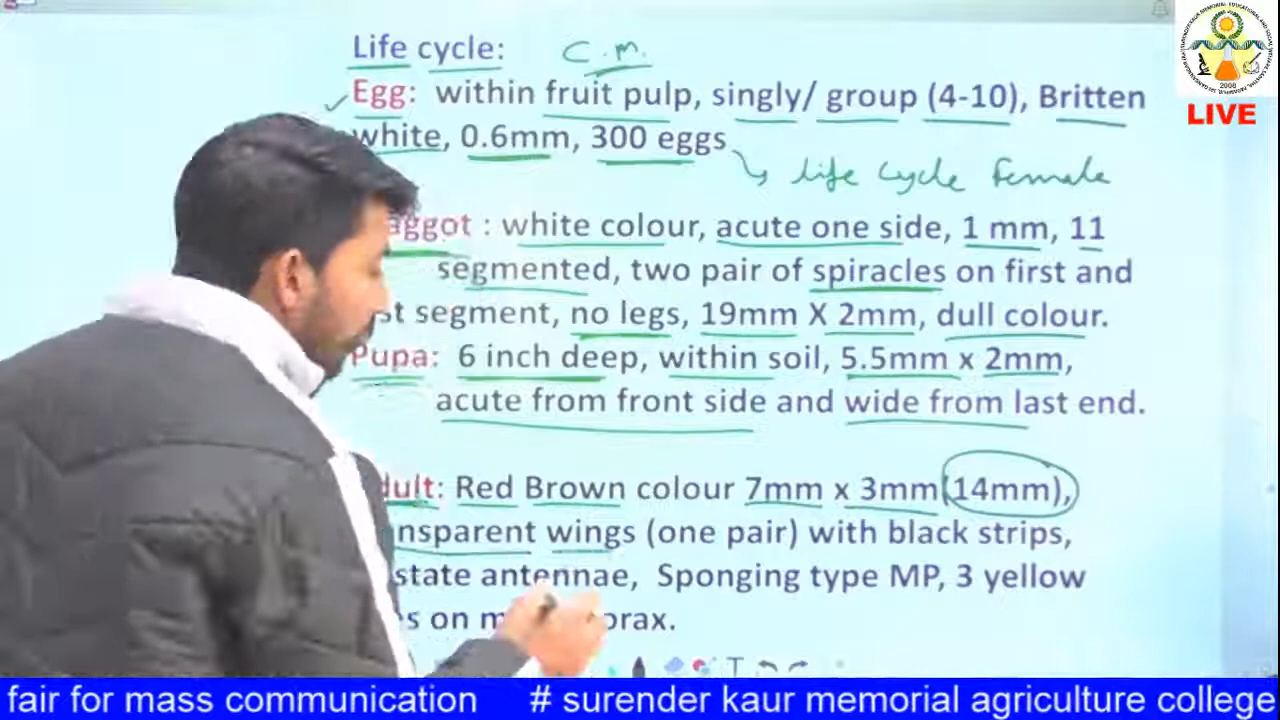 Life cycle: C.M.
Egg: within fruit pulp, singly/ group (4-10), Britten
white, 0.6mm, 300 eggs
life cycle female
LIVE
aggot : white colour, acute one side, 1 mm, 11
segmented, two pair of spiracles on first and
st segment, no legs, 19mm X 2mm, dull colour.
Pupa: 6 inch deep, within soil, 5.5mm x 2mm,
acute from front side and wide from last end.
dult: Red Brown colour 7mm x 3mm(14mm),
nsparent wings (one pair) with black strips,
state antennae, Sponging type MP, 3 yellow
s on m orax.
fair for mass communication # surender kaur memorial agriculture college
2008